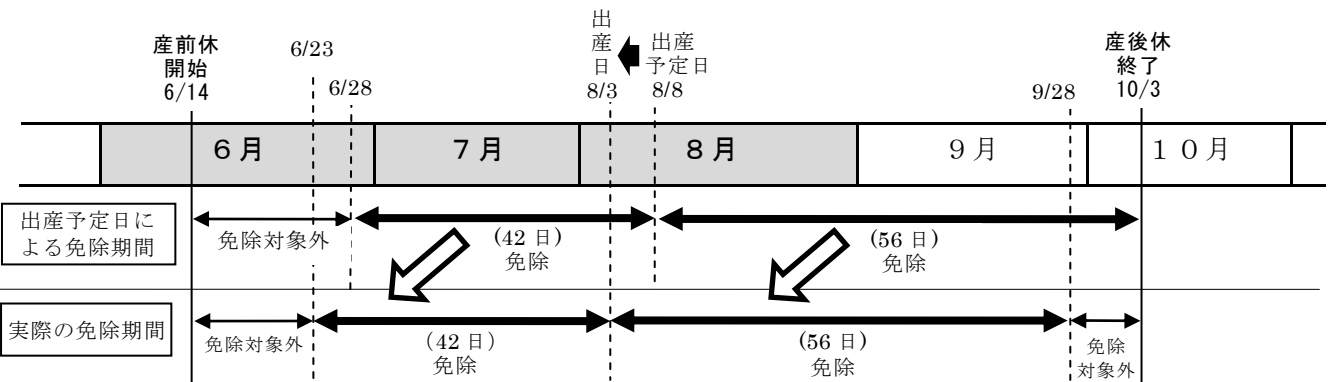 産前休
開始
6/14
6/23
6/28
出
産
日
8/3
出産
予定日
8/8
9/28
産後休
終了
10/3
6月
7月
8月
9月
10月
出産予定日に
よる免除期間
免除対象外
(42日)
免除
(56日)
免除
実際の免除期間
免除対象外
(42日)
免除
(56日)
免除
免除
対象外